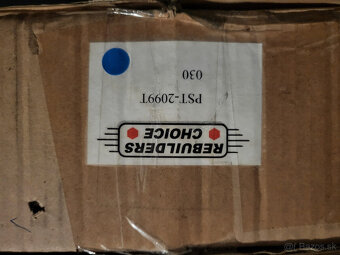 REBUILDERS
CHOICE
PST-2099T
030
Bazos.sk